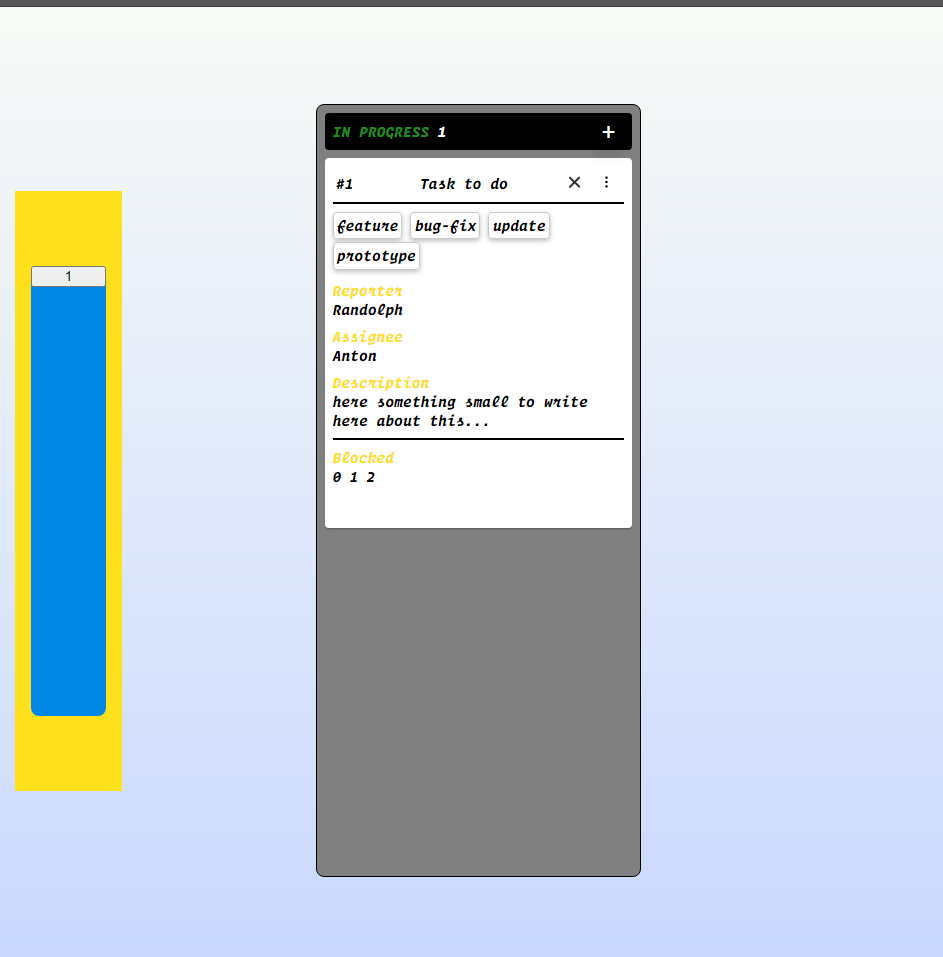 1
IN PROGRESS 1 +
#1 Task to do
feature bug-fix update
prototype
Reporter
Randolph
Assignee
Anton
Description
here something small to write
here about this...
Blocked
0 1 2